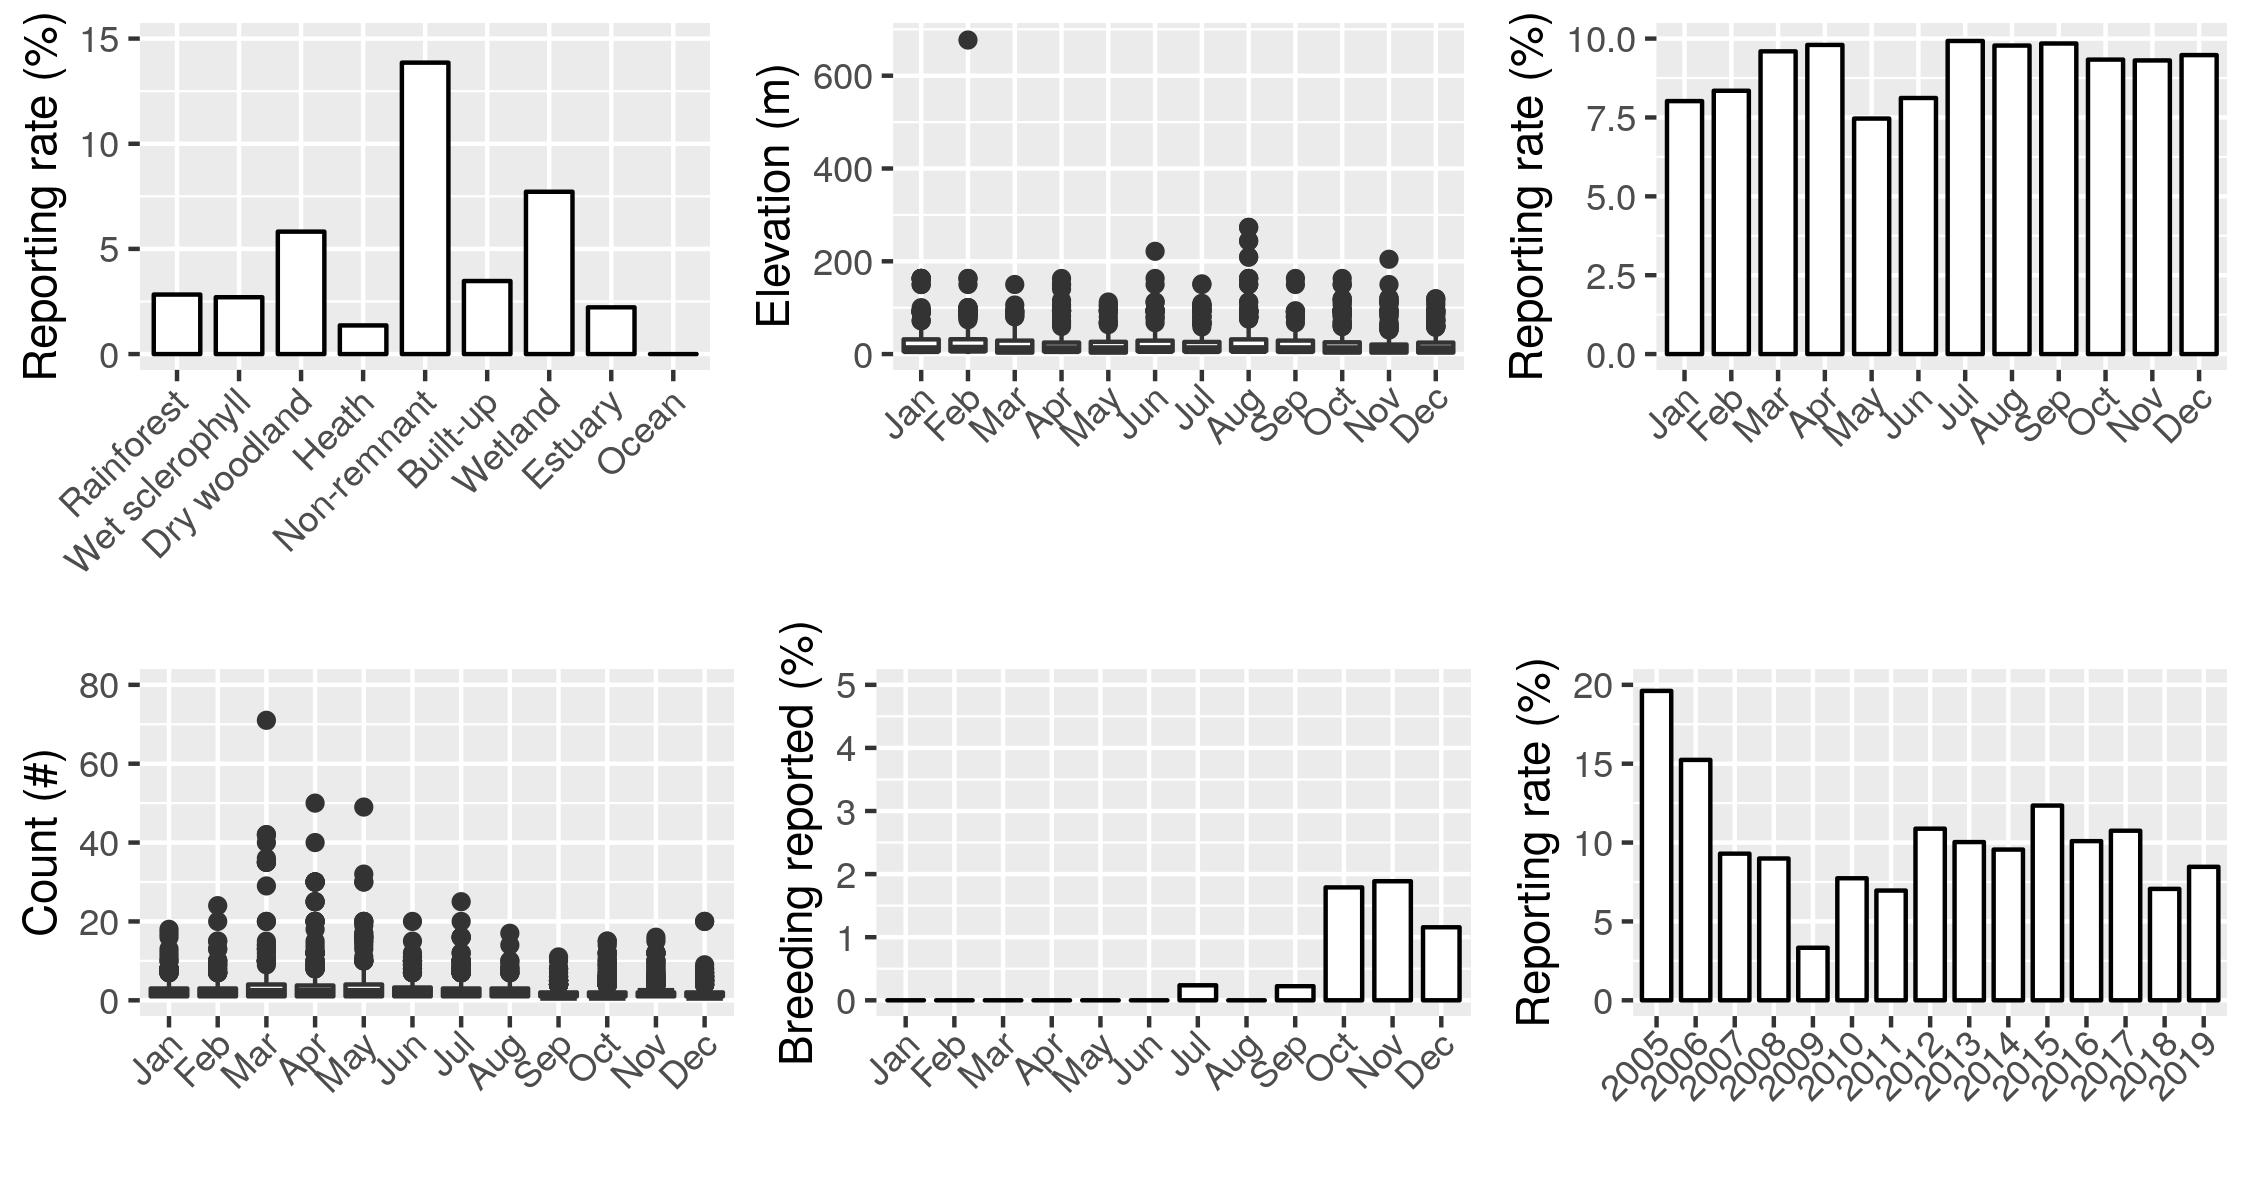 Reporting rate (%)
15
10
5
0
Rainforest
Wet sclerophyll
Dry woodland
Heath
Non-remnant
Built-up
Wetland
Estuary
Ocean
Elevation (m)
600
400
200
0
Jan
Feb
Mar
Apr
May
Jun
Jul
Aug
Sep
Oct
Nov
Dec
Reporting rate (%)
10.0
7.5
5.0
2.5
0.0
Jan
Feb
Mar
Apr
May
Jun
Jul
Aug
Sep
Oct
Nov
Dec
Count (#)
80
60
40
20
0
Jan
Feb
Mar
Apr
May
Jun
Jul
Aug
Sep
Oct
Nov
Dec
Breeding reported (%)
5
4
3
2
1
0
Jan
Feb
Mar
Apr
May
Jun
Jul
Aug
Sep
Oct
Nov
Dec
Reporting rate (%)
20
15
10
5
0
2005
2006
2007
2008
2009
2010
2011
2012
2013
2014
2015
2016
2017
2018
2019